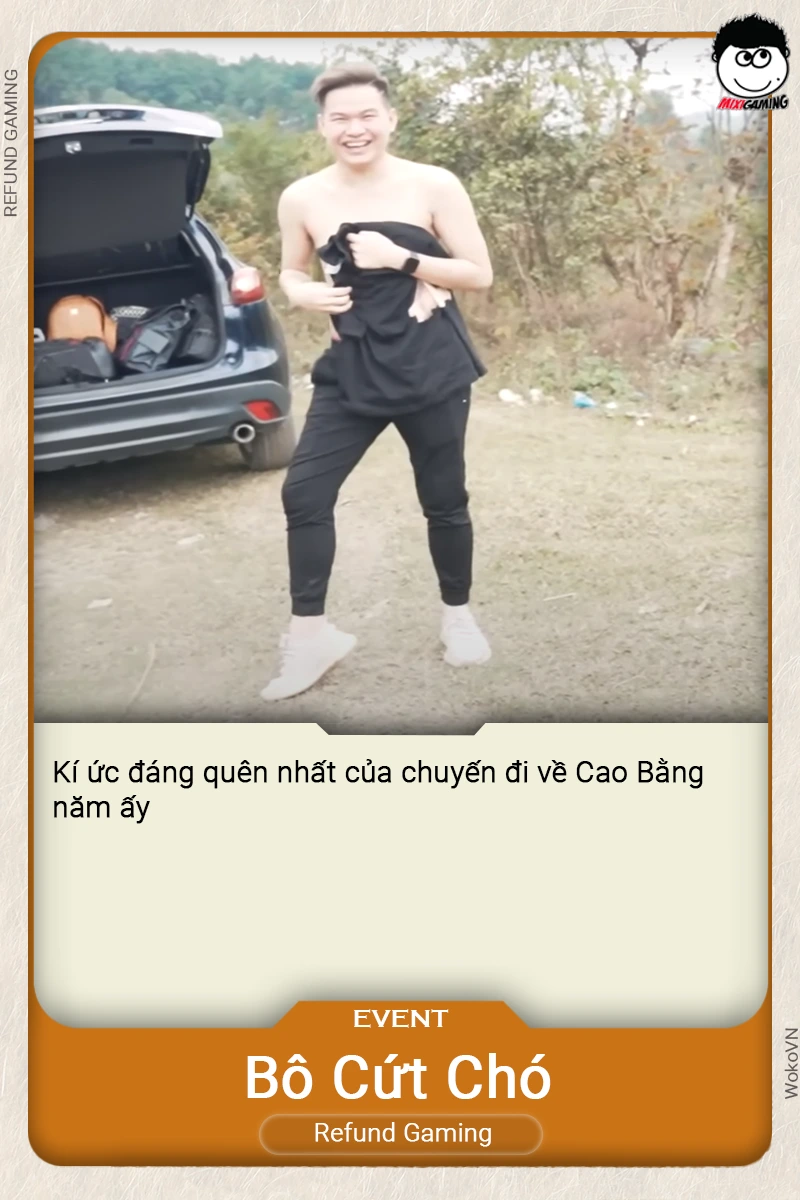 REFUND GAMING
MIXIGAMING
Kí ức đáng quên nhất của chuyến đi về Cao Bằng
năm ấy
EVENT
Bô Cứt Chó
Refund Gaming
WokoVN